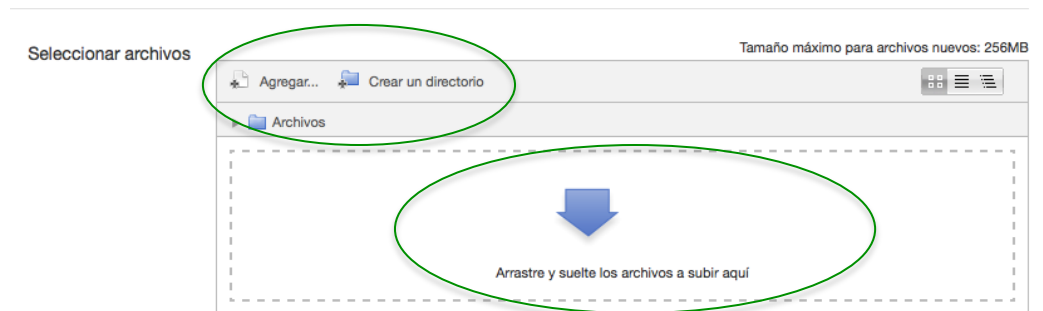 Seleccionar archivos
Tamaño máximo para archivos nuevos: 256MB
Agregar... Crear un directorio
Archivos
Arrastre y suelte los archivos a subir aquí